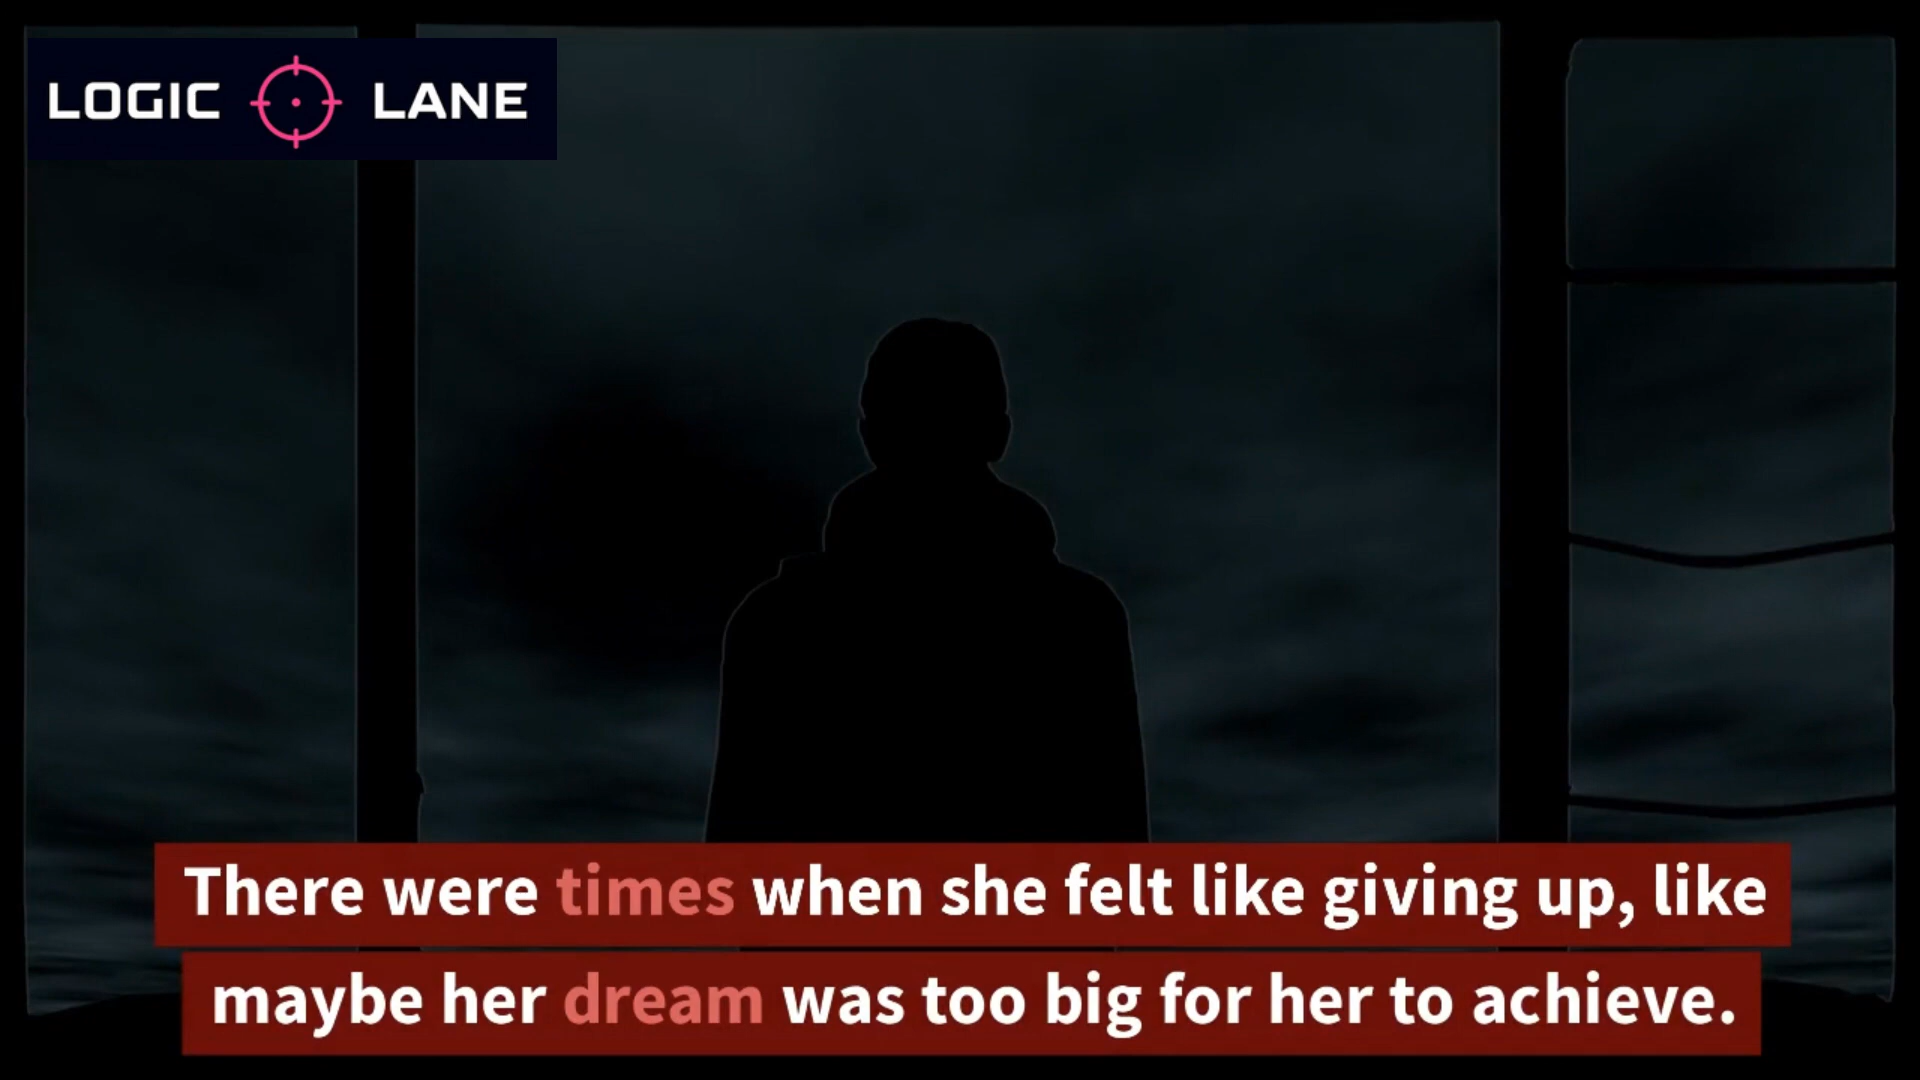 LOGIC LANE
There were times when she felt like giving up, like
maybe her dream was too big for her to achieve.